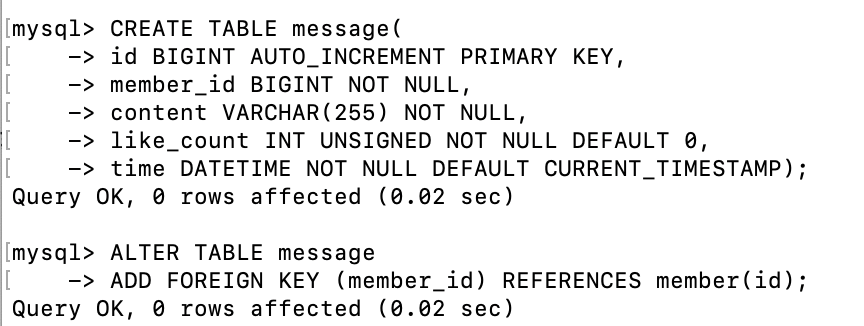 [mysql> CREATE TABLE message(
[    -> id BIGINT AUTO_INCREMENT PRIMARY KEY,
[    -> member_id BIGINT NOT NULL,
[    -> content VARCHAR(255) NOT NULL,
[    -> like_count INT UNSIGNED NOT NULL DEFAULT 0,
[    -> time DATETIME NOT NULL DEFAULT CURRENT_TIMESTAMP);
Query OK, 0 rows affected (0.02 sec)

[mysql> ALTER TABLE message
[    -> ADD FOREIGN KEY (member_id) REFERENCES member(id);
Query OK, 0 rows affected (0.02 sec)